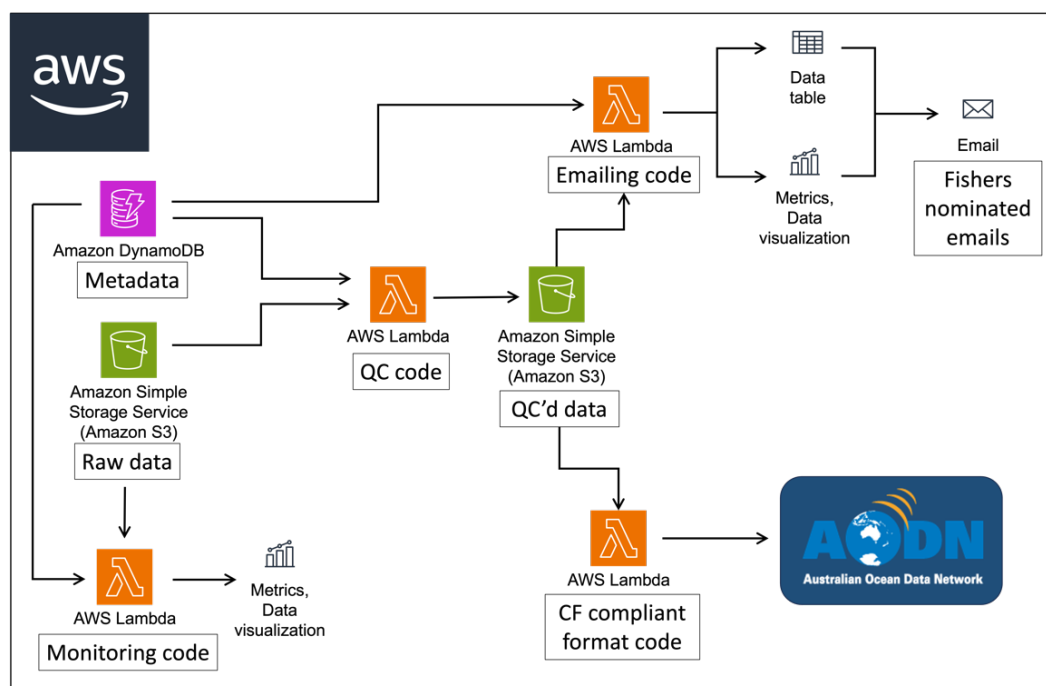 aws
Data
table
AWS Lambda
Emailing code
Email
Fishers
nominated
emails
Metrics,
Data
visualization
Amazon DynamoDB
Metadata
AWS Lambda
QC code
Amazon Simple
Storage Service
(Amazon S3)
QC'd data
Amazon Simple
Storage Service
(Amazon S3)
Raw data
AWS Lambda
Monitoring code
Metrics,
Data
visualization
AWS Lambda
CF compliant
format code
AODN
Australian Ocean Data Network